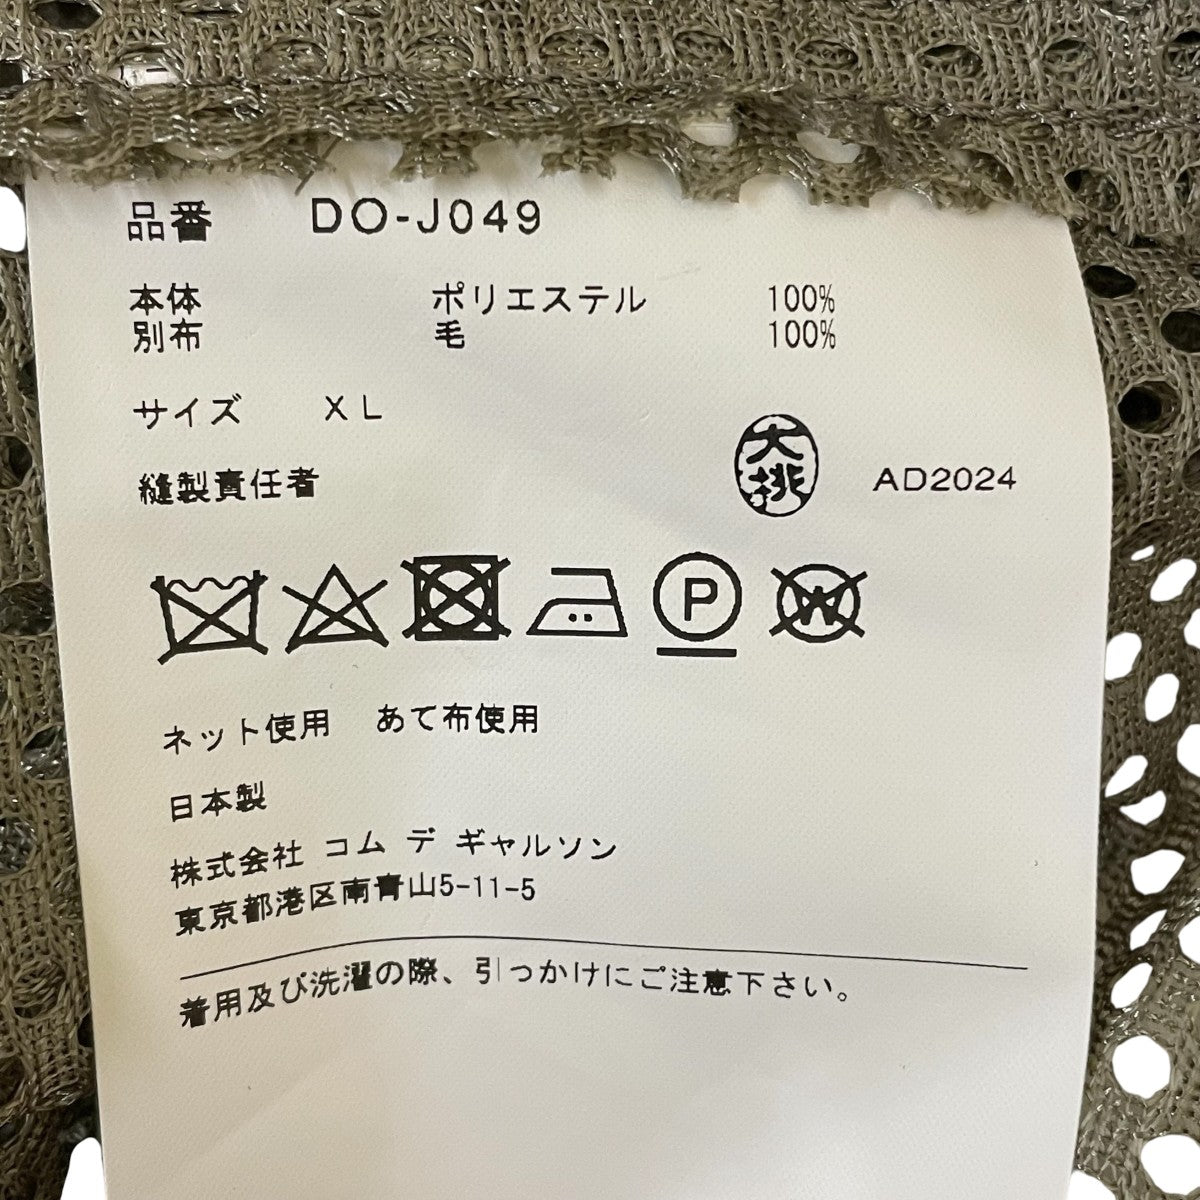 品番 DO-J049
本体 ポリエステル 100%
別布 毛 100%
サイズ XL
縫製責任者 大桃 AD2024
P W
ネット使用 あて布使用
日本製
株式会社 コム デ ギャルソン
東京都港区南青山5-11-5
着用及び洗濯の際、引っかけにご注意下さい。